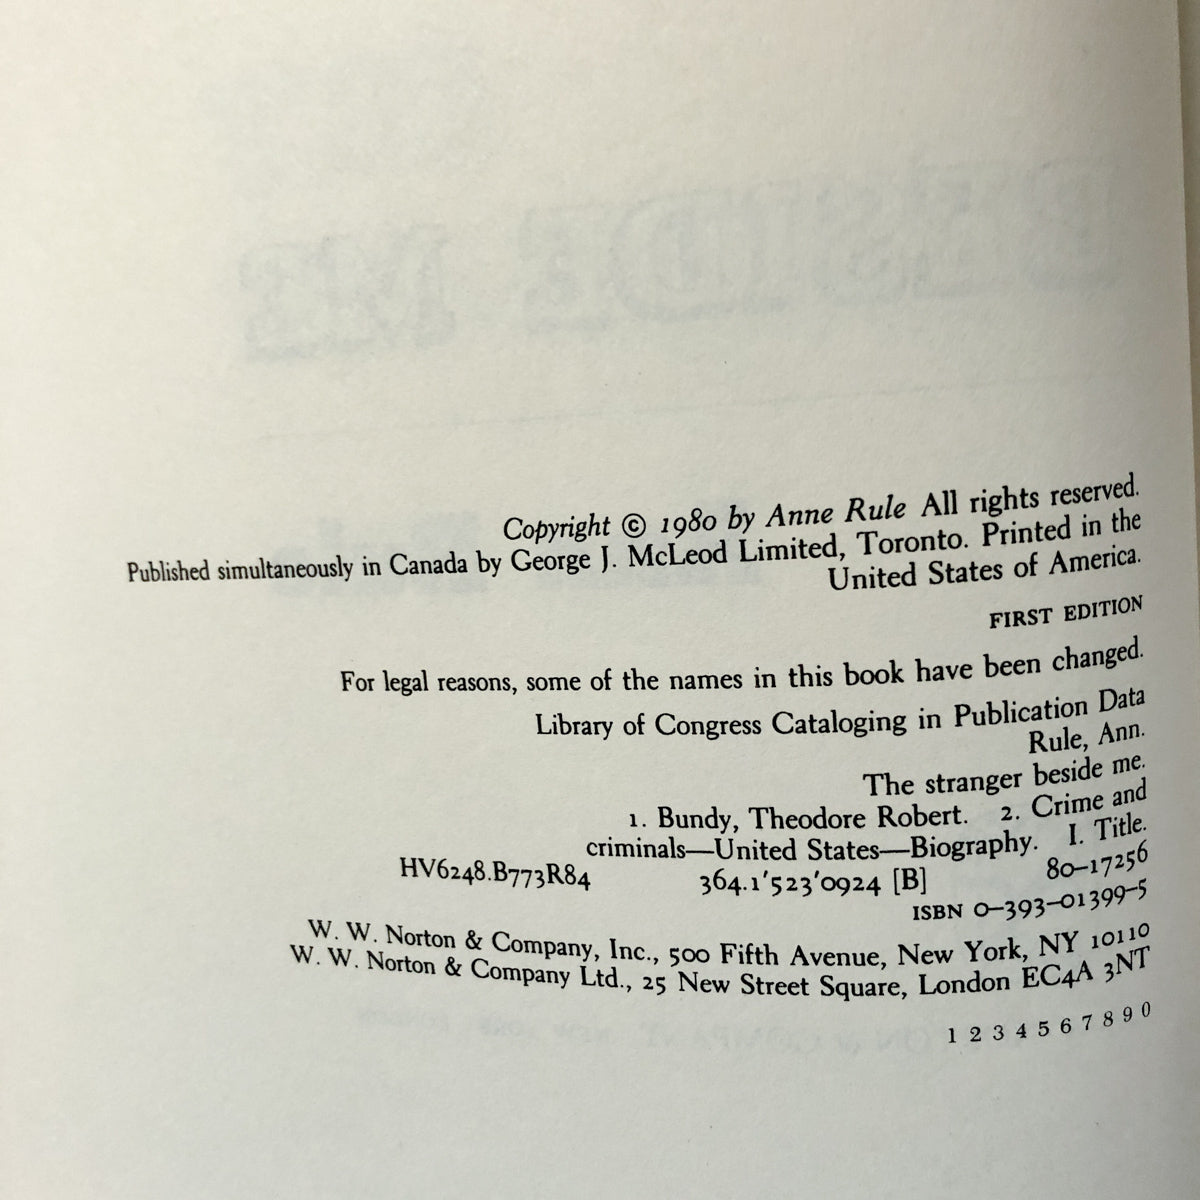 Copyright © 1980 by Anne Rule All rights reserved.
Published simultaneously in Canada by George J. McLeod Limited, Toronto. Printed in the
United States of America.
FIRST EDITION
For legal reasons, some of the names in this book have been changed.
Library of Congress Cataloging in Publication Data
Rule, Ann.
The stranger beside me.
1. Bundy, Theodore Robert. 2. Crime and
criminals—United States—Biography. I. Title.
HV6248.B773R84 364.1'523'0924 [B] 80-17256
ISBN 0-393-01399-5
W. W. Norton & Company, Inc., 500 Fifth Avenue, New York, NY 10110
W. W. Norton & Company Ltd., 25 New Street Square, London EC4A 3NT
1 2 3 4 5 6 7 8 9 0